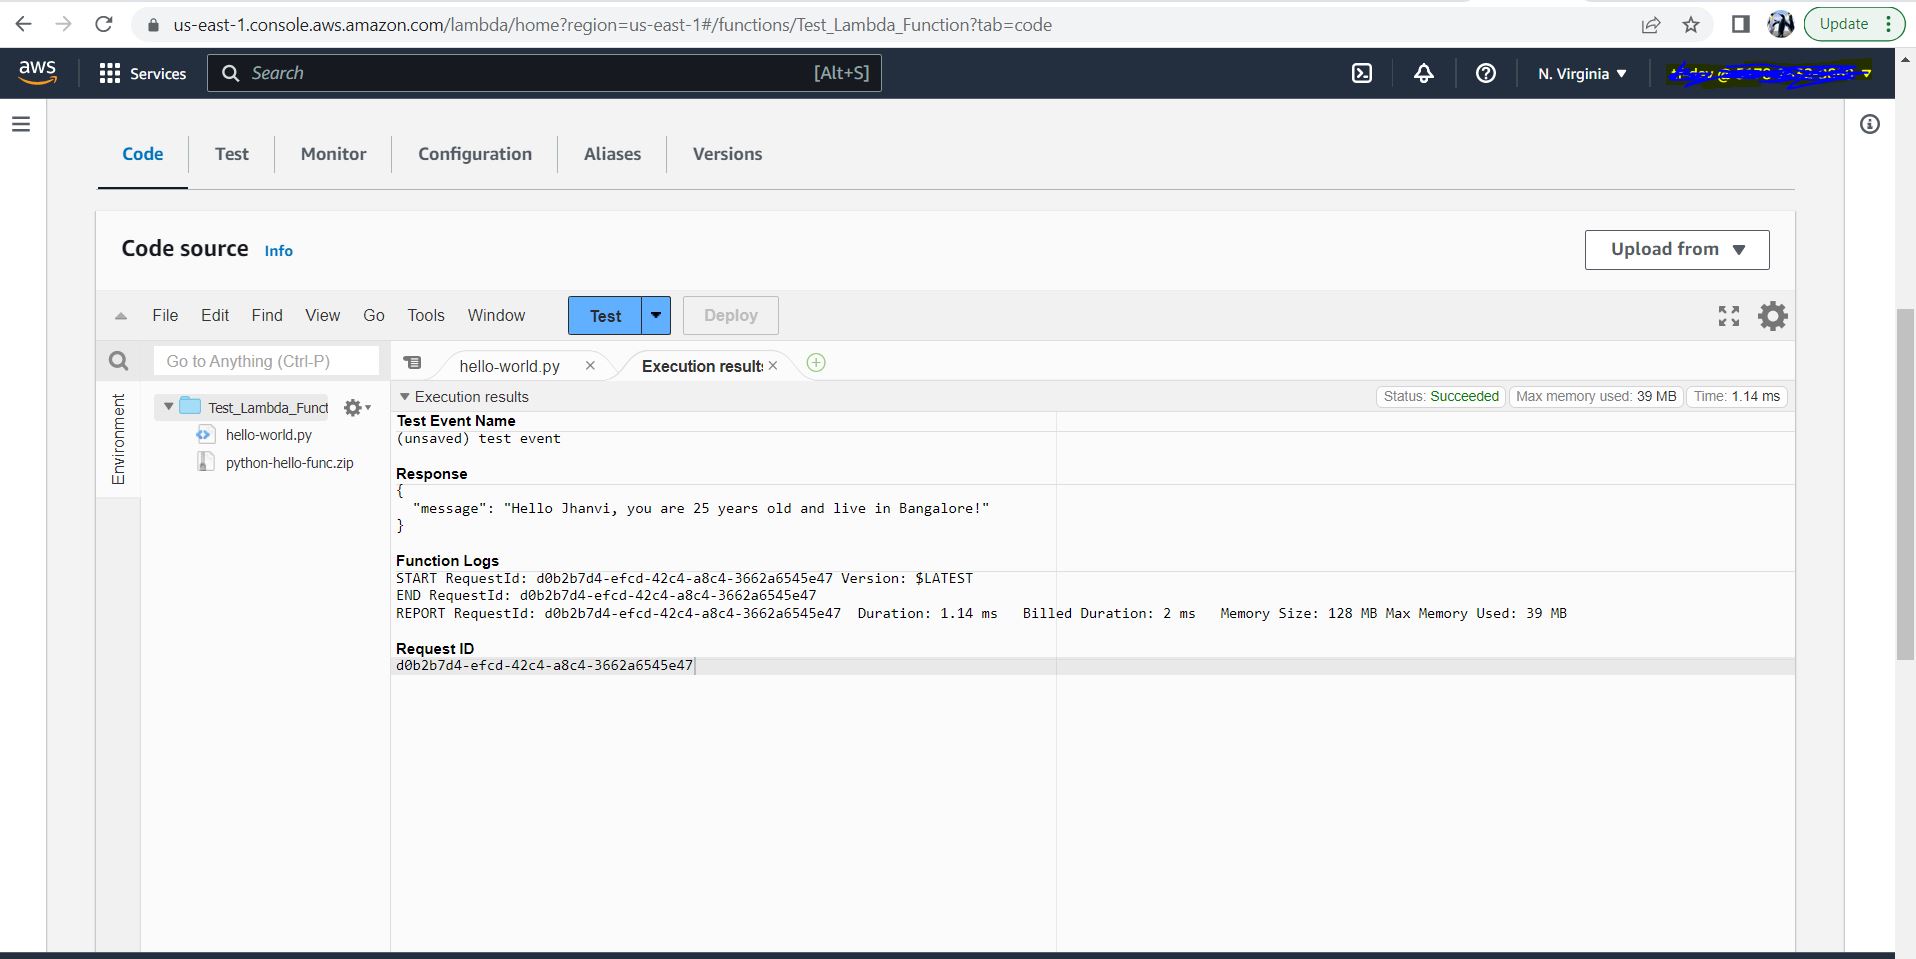 us-east-1.console.aws.amazon.com/lambda/home?region=us-east-1#/functions/Test_Lambda_Function?tab=code
Update
aws
Services
Search
[Alt+S]
N. Virginia
Code
Test
Monitor
Configuration
Aliases
Versions
Code source
Info
Upload from
File
Edit
Find
View
Go
Tools
Window
Test
Deploy
Go to Anything (Ctrl-P)
hello-world.py
Execution result
Environment
Test_Lambda_Funct
hello-world.py
python-hello-func.zip
Execution results
Status: Succeeded
Max memory used: 39 MB
Time: 1.14 ms
Test Event Name
(unsaved) test event
Response
{
"message": "Hello Jhanvi, you are 25 years old and live in Bangalore!"
}
Function Logs
START RequestId: d0b2b7d4-efcd-42c4-a8c4-3662a6545e47 Version: $LATEST
END RequestId: d0b2b7d4-efcd-42c4-a8c4-3662a6545e47
REPORT RequestId: d0b2b7d4-efcd-42c4-a8c4-3662a6545e47 Duration: 1.14 ms Billed Duration: 2 ms Memory Size: 128 MB Max Memory Used: 39 MB
Request ID
d0b2b7d4-efcd-42c4-a8c4-3662a6545e47